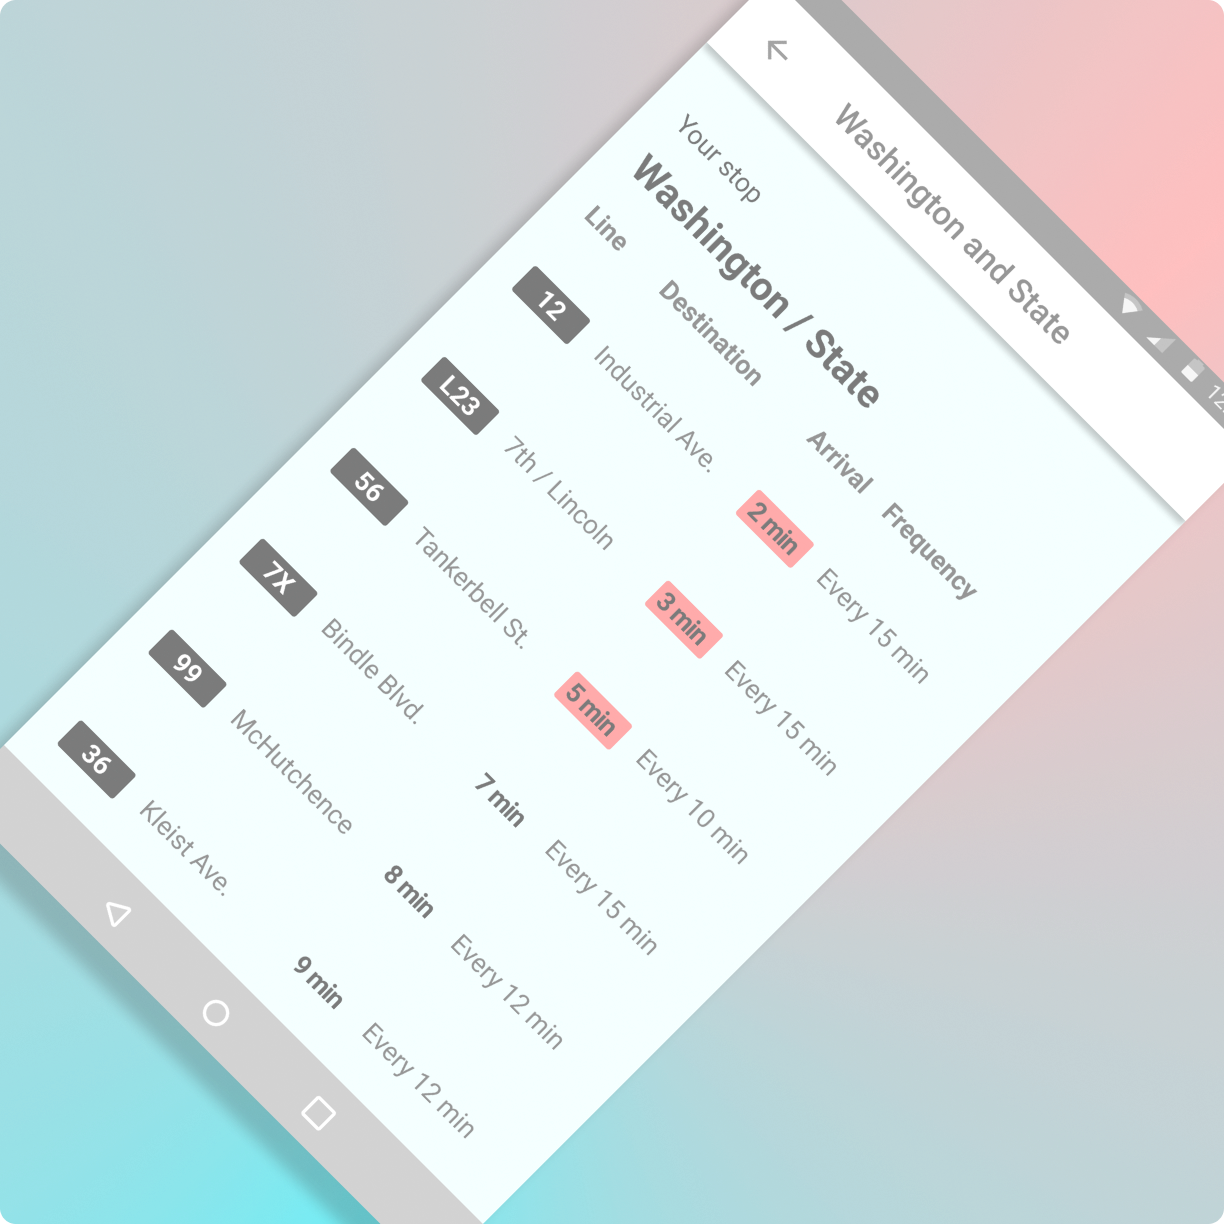 Washington and State
Your stop
Washington / State
Line Destination Arrival Frequency
12 Industrial Ave. 2 min Every 15 min
L23 7th / Lincoln 3 min Every 15 min
56 Tankerbell St. 5 min Every 10 min
7X Bindle Blvd. 7 min Every 15 min
99 McHutchence 8 min Every 12 min
36 Kleist Ave. 9 min Every 12 min